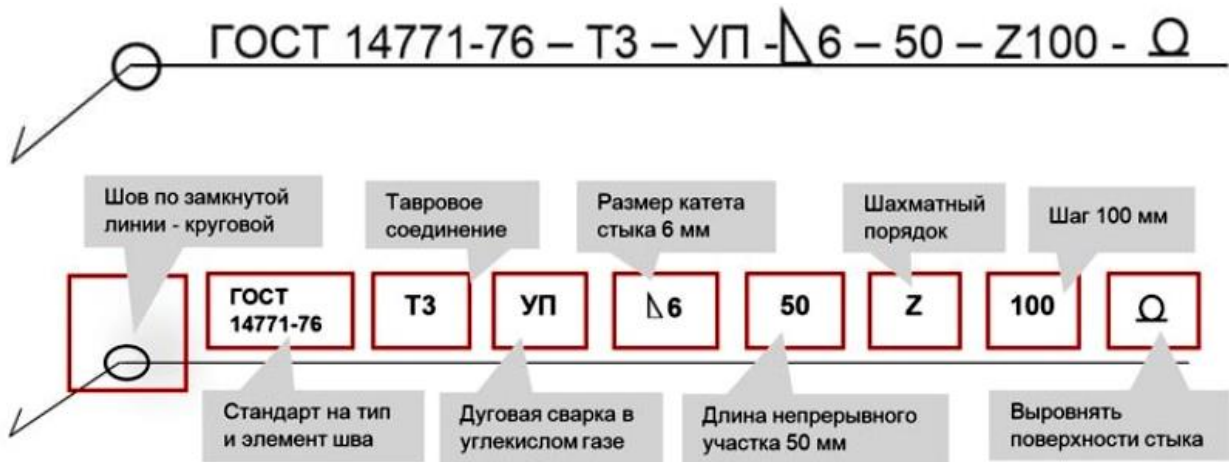 ГОСТ 14771-76 – Т3 – УП -⊿6 – 50 – Z100 - Ω
Шов по замкнутой
линии - круговой
Тавровое
соединение
Размер катета
стыка 6 мм
Шахматный
порядок
Шаг 100 мм
ГОСТ
14771-76
Т3
УП
⊿6
50
Z
100
Ω
Стандарт на тип
и элемент шва
Дуговая сварка в
углекислом газе
Длина непрерывного
участка 50 мм
Выровнять
поверхности стыка